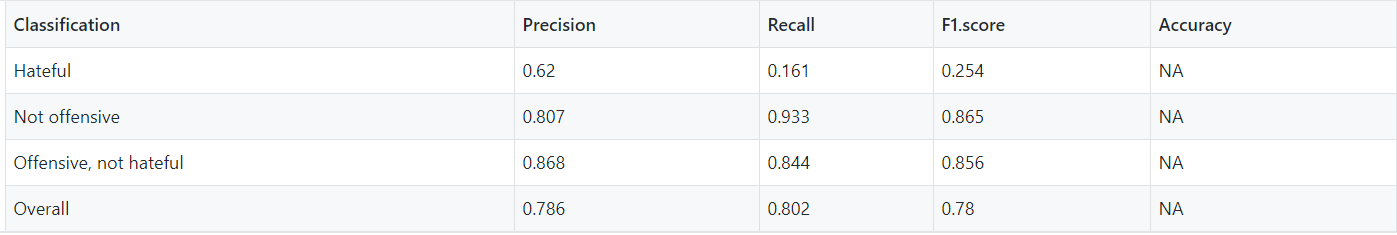 Classification Precision Recall F1.score Accuracy
Hateful 0.62 0.161 0.254 NA
Not offensive 0.807 0.933 0.865 NA
Offensive, not hateful 0.868 0.844 0.856 NA
Overall 0.786 0.802 0.78 NA